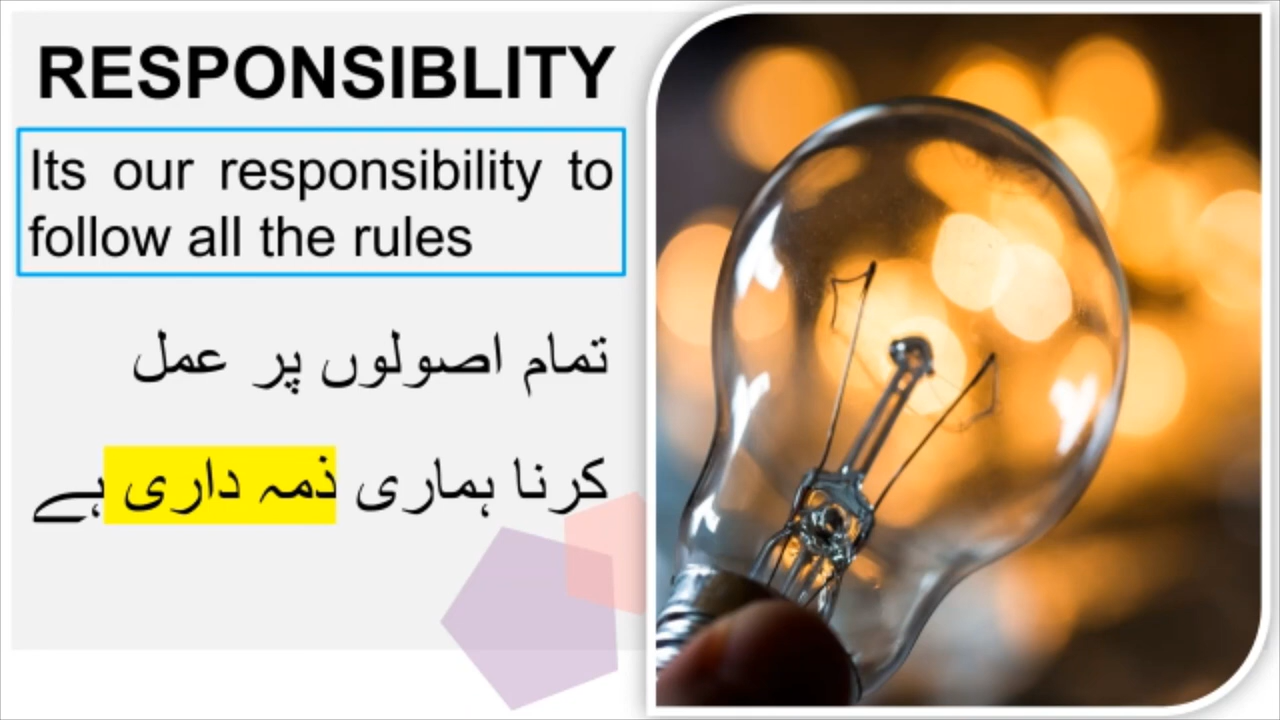 RESPONSIBLITY
Its our responsibility to
follow all the rules
تمام اصولوں پر عمل
کرنا ہماری ذمہ داری ہے